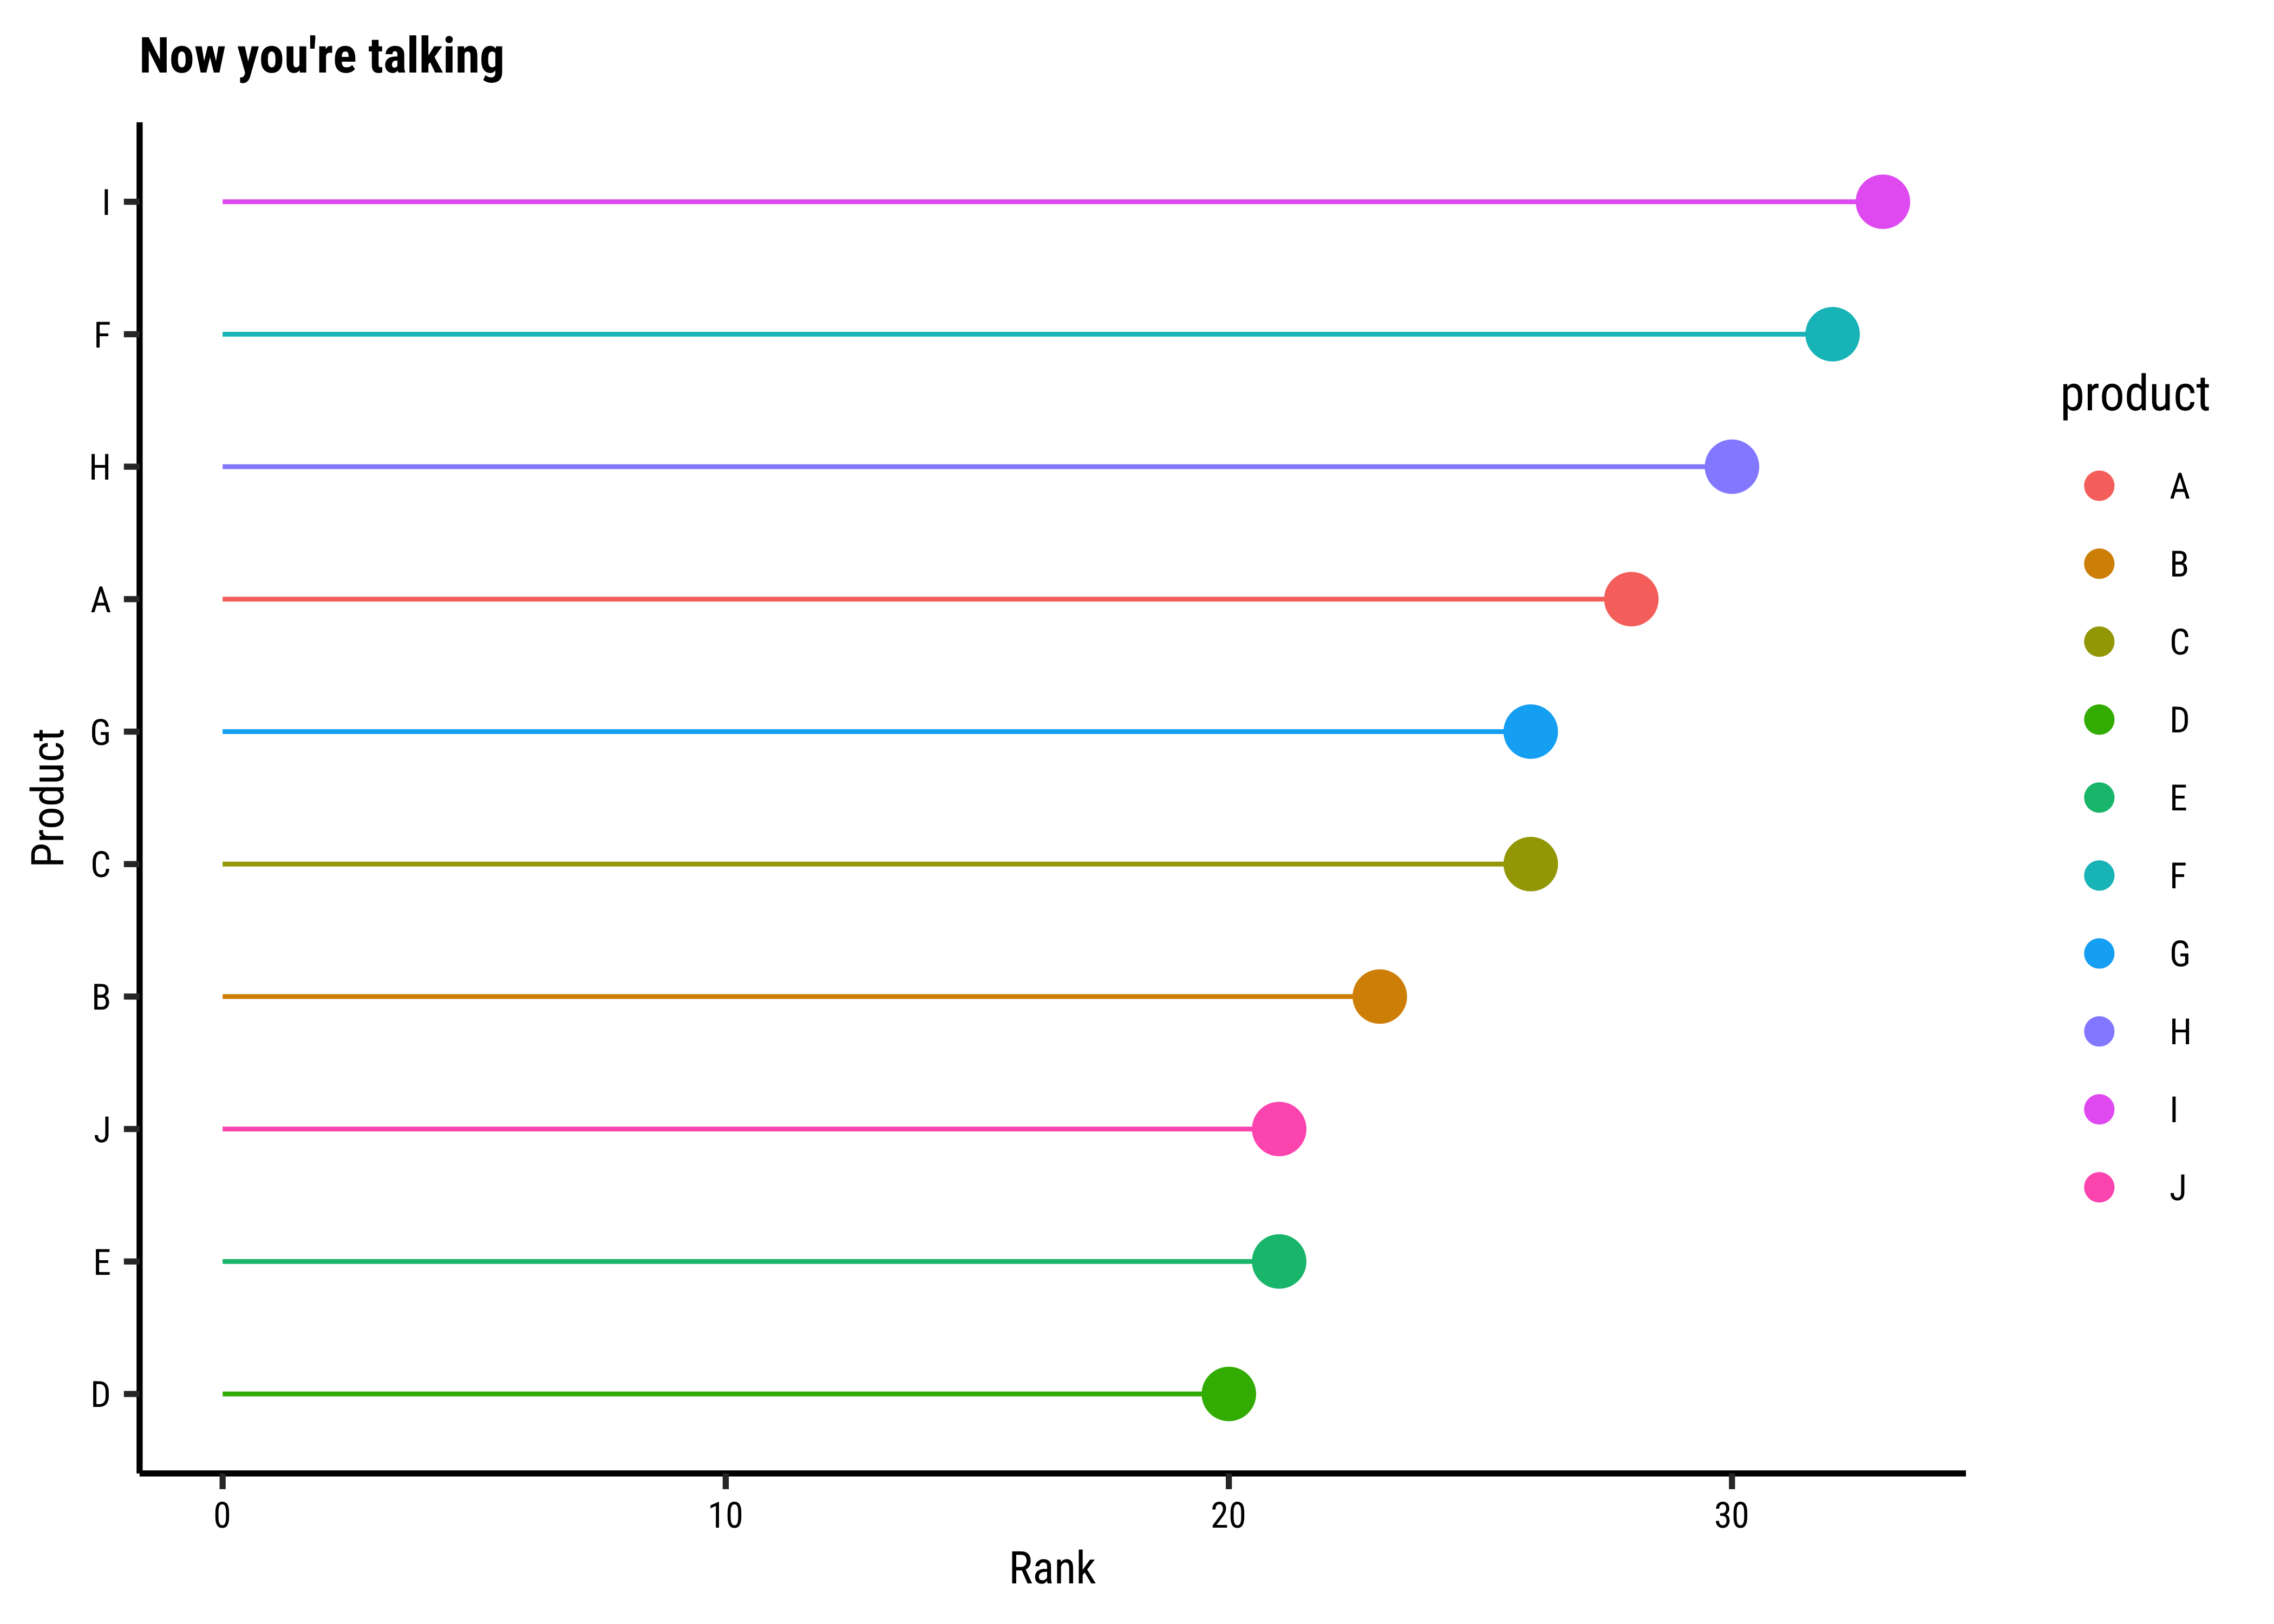 Now you're talking
Product
I
F
H
A
G
C
B
J
E
D
0 10 20 30
Rank
product
A
B
C
D
E
F
G
H
I
J